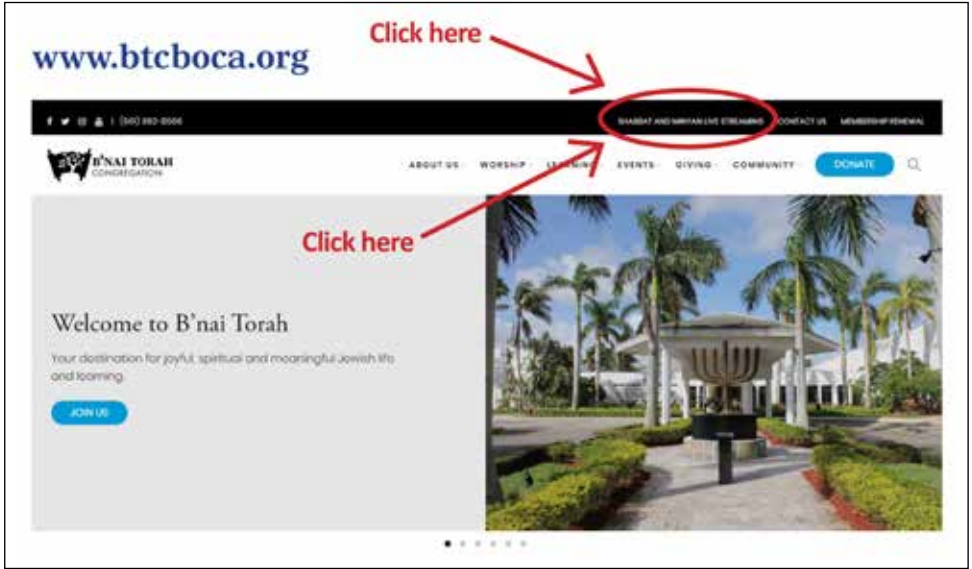 Click here
www.btcboca.org
SHABBAT AND MINYAN LIVE STREAMING CONTACT US MEMBERSHIP RENEWAL
B'NAI TORAH
CONGREGATION
ABOUT US WORSHIP LEARNING EVENTS GIVING COMMUNITY DONATE
Click here
Welcome to B'nai Torah
Your destination for joyful, spiritual and meaningful Jewish life
and learning.
JOIN US